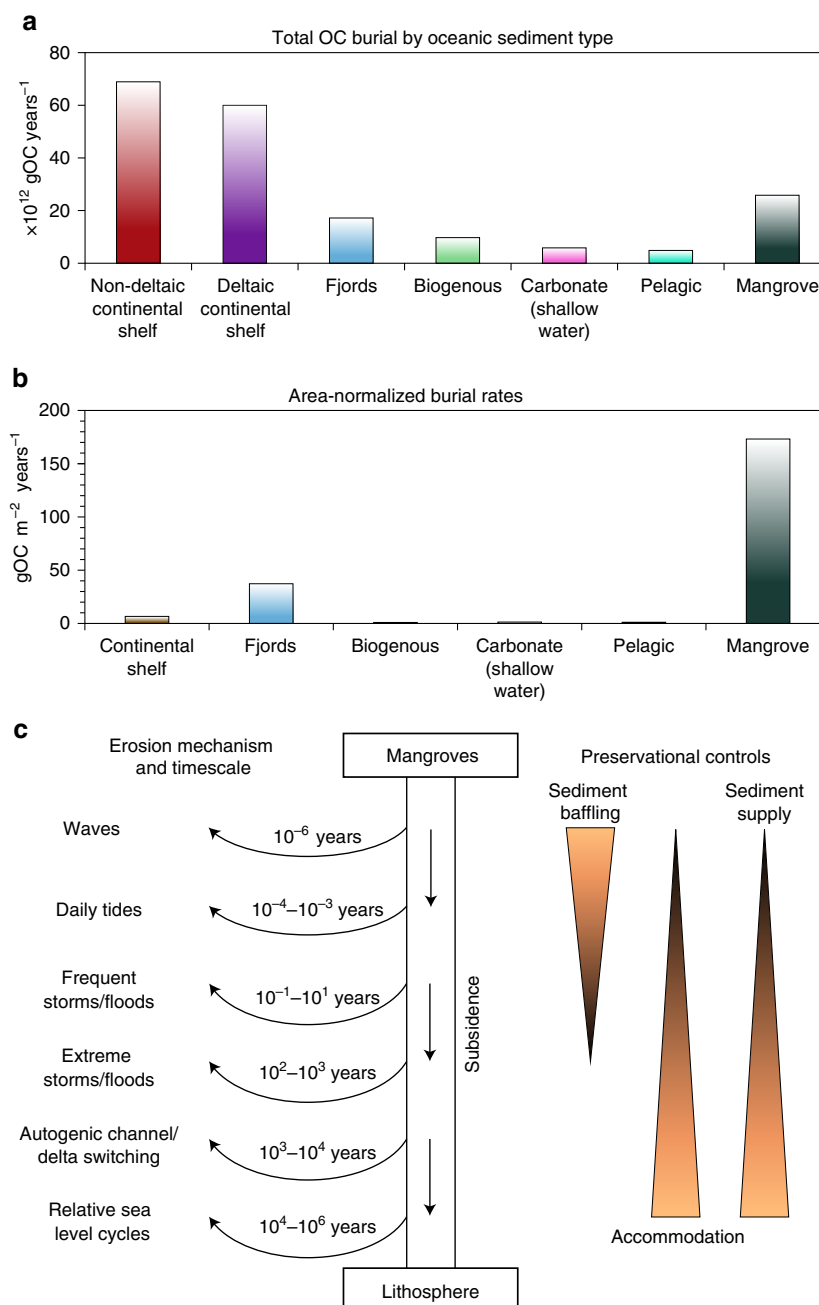 a
Total OC burial by oceanic sediment type
×10¹² gOC years⁻¹
80
60
40
20
0
Non-deltaic
continental
shelf
Deltaic
continental
shelf
Fjords
Biogenous
Carbonate
(shallow
water)
Pelagic
Mangrove
b
Area-normalized burial rates
gOC m⁻² years⁻¹
200
150
100
50
0
Continental
shelf
Fjords
Biogenous
Carbonate
(shallow
water)
Pelagic
Mangrove
c
Erosion mechanism
and timescale
Mangroves
Preservational controls
Sediment
baffling
Sediment
supply
Waves
10⁻⁶ years
Daily tides
10⁻⁴–10⁻³ years
Frequent
storms/floods
10⁻¹–10¹ years
Subsidence
Extreme
storms/floods
10²–10³ years
Autogenic channel/
delta switching
10³–10⁴ years
Relative sea
level cycles
10⁴–10⁶ years
Accommodation
Lithosphere